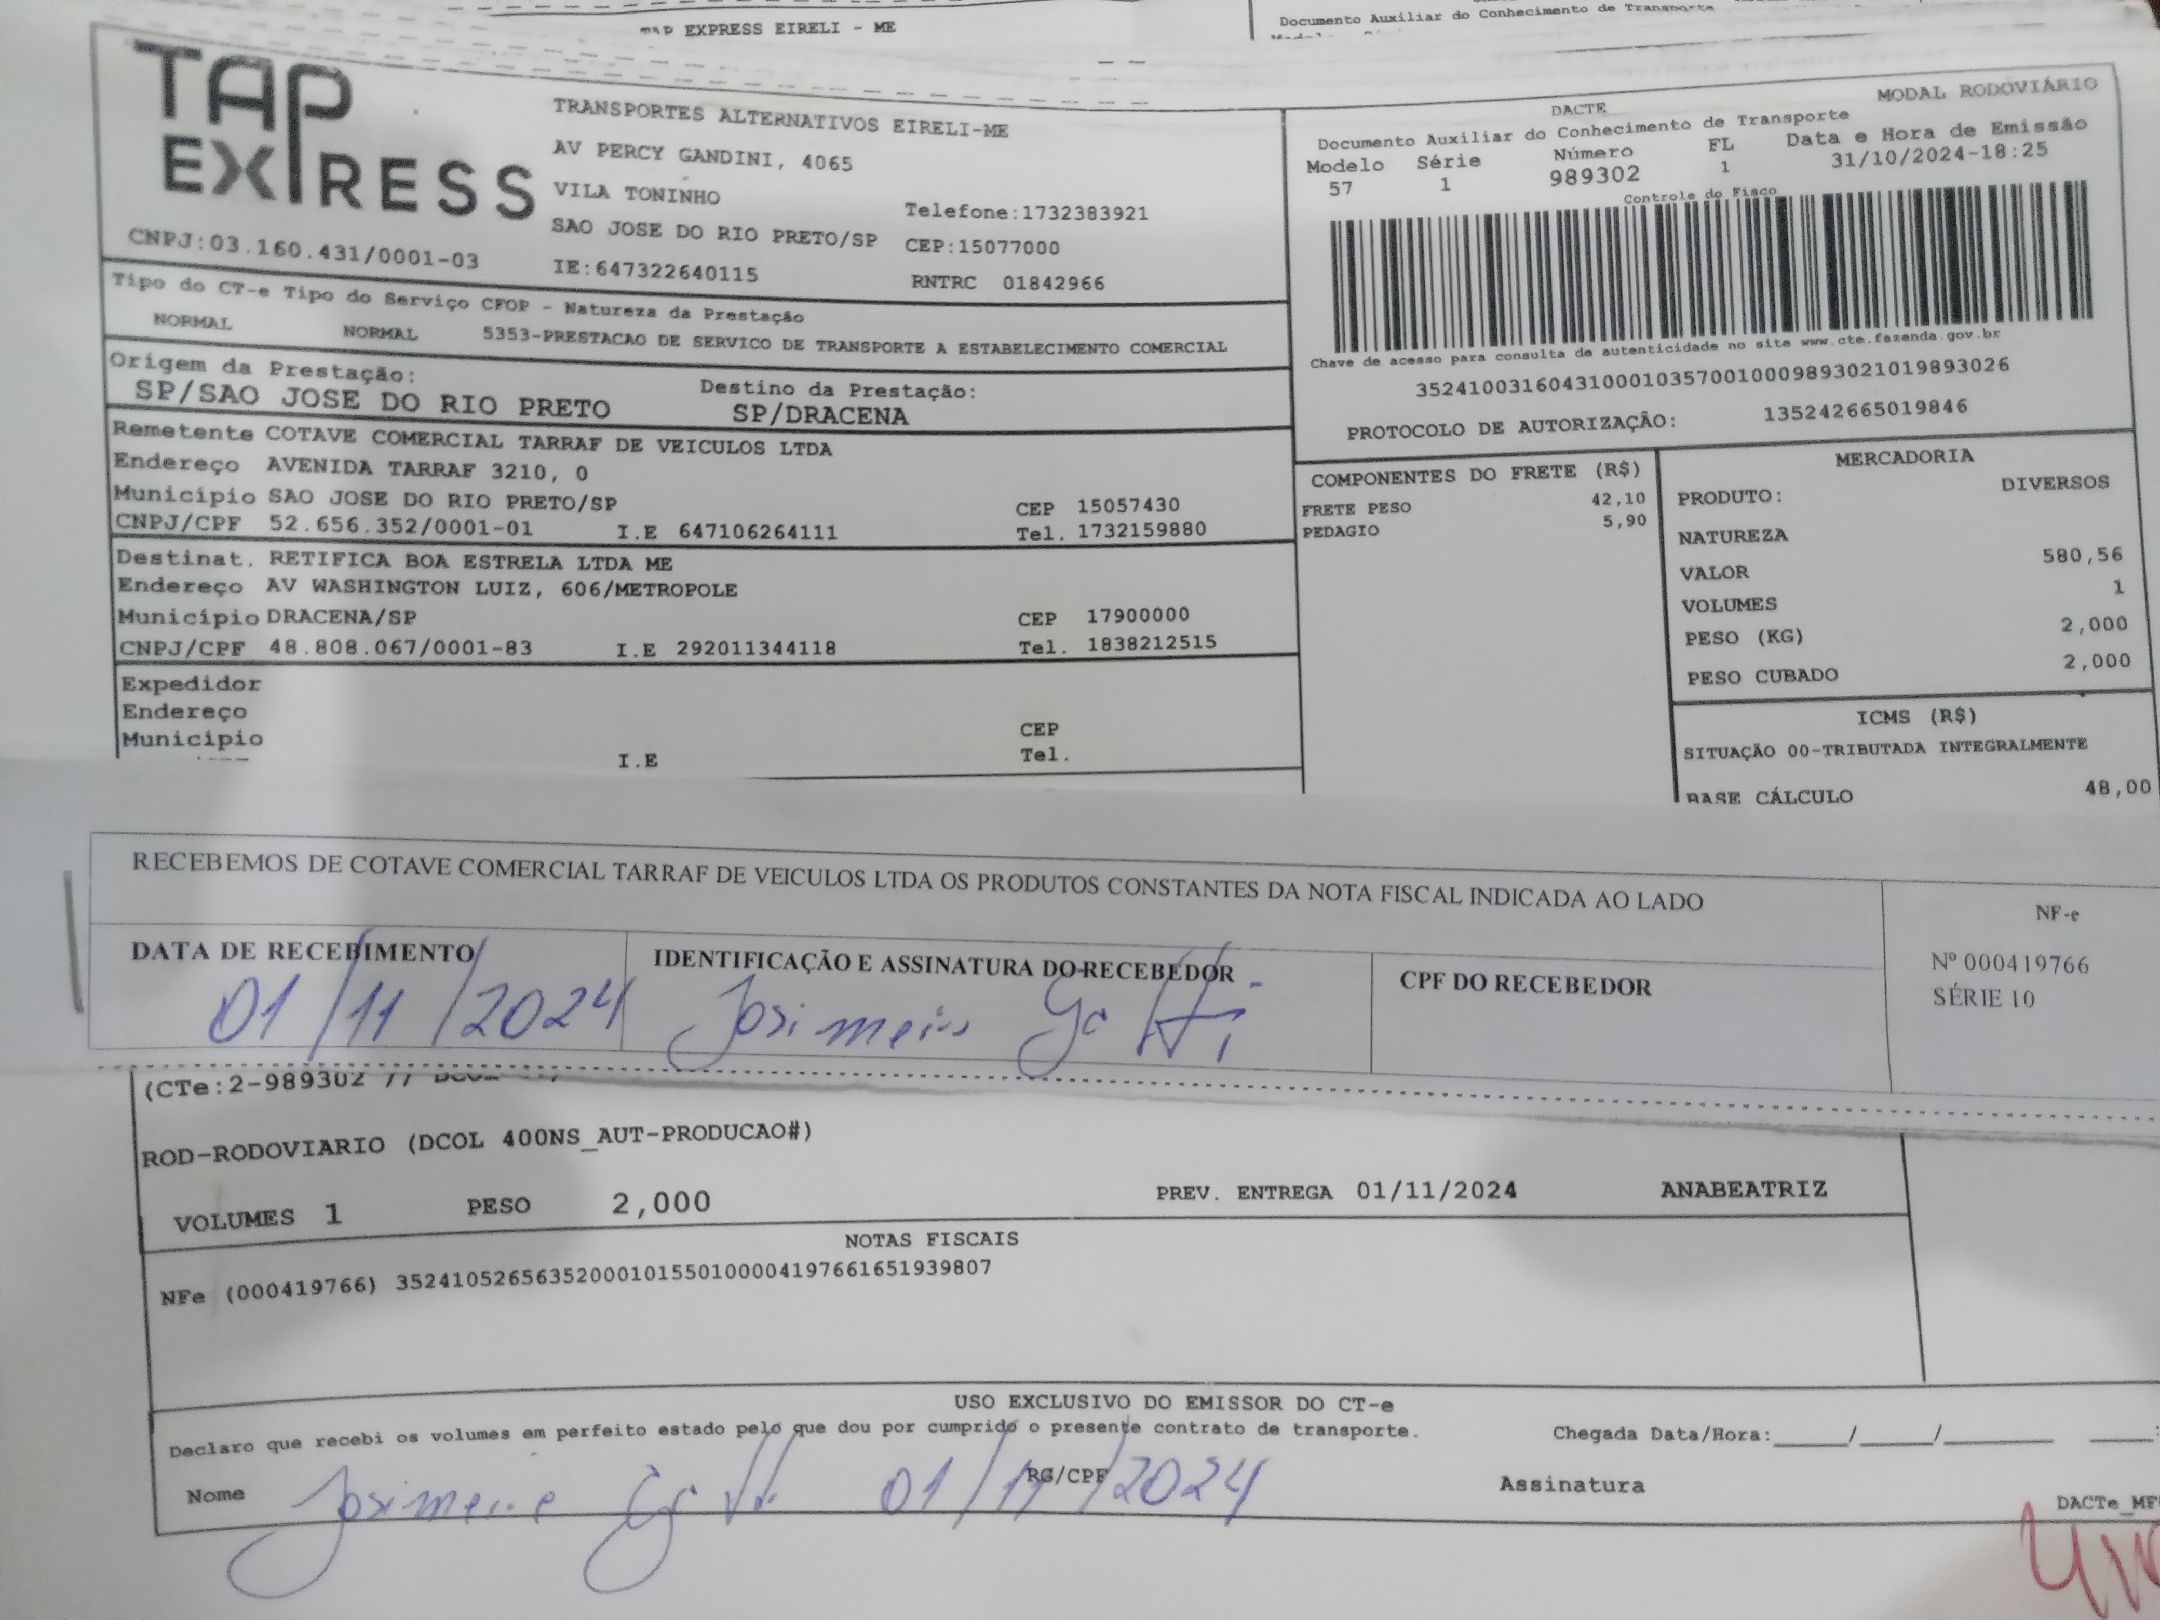 EXPRESS EIRELI - ME
Documento Auxiliar do Conhecimento de Transporte
TAP
EXPRESS
CNPJ:03.160.431/0001-03
TRANSPORTES ALTERNATIVOS EIRELI-ME
AV PERCY GANDINI, 4065
VILA TONINHO
Telefone:1732383921
SAO JOSE DO RIO PRETO/SP CEP:15077000
IE:647322640115 RNTRC 01842966
DACTE MODAL RODOVIÁRIO
Documento Auxiliar do Conhecimento de Transporte
Modelo Série Número FL Data e Hora de Emissão
57 1 989302 1 31/10/2024-18:25
Controle do Fisco
Chave de acesso para consulta de autenticidade no site www.cte.fazenda.gov.br
35241003160431000103570010009893021019893026
PROTOCOLO DE AUTORIZAÇÃO: 135242665019846
Tipo do CT-e Tipo do Serviço CFOP - Natureza da Prestação
NORMAL NORMAL 5353-PRESTACAO DE SERVICO DE TRANSPORTE A ESTABELECIMENTO COMERCIAL
Origem da Prestação: Destino da Prestação:
SP/SAO JOSE DO RIO PRETO SP/DRACENA
Remetente COTAVE COMERCIAL TARRAF DE VEICULOS LTDA
Endereço AVENIDA TARRAF 3210, 0
Município SAO JOSE DO RIO PRETO/SP CEP 15057430
CNPJ/CPF 52.656.352/0001-01 I.E 647106264111 Tel. 1732159880
Destinat. RETIFICA BOA ESTRELA LTDA ME
Endereço AV WASHINGTON LUIZ, 606/METROPOLE
Município DRACENA/SP CEP 17900000
CNPJ/CPF 48.808.067/0001-83 I.E 292011344118 Tel. 1838212515
Expedidor
Endereço
Município CEP
I.E Tel.
COMPONENTES DO FRETE (R$)
FRETE PESO 42,10
PEDAGIO 5,90
MERCADORIA
PRODUTO: DIVERSOS
NATUREZA
VALOR 580,56
VOLUMES 1
PESO (KG) 2,000
PESO CUBADO 2,000
ICMS (R$)
SITUAÇÃO 00-TRIBUTADA INTEGRALMENTE
BASE CÁLCULO 48,00
RECEBEMOS DE COTAVE COMERCIAL TARRAF DE VEICULOS LTDA OS PRODUTOS CONSTANTES DA NOTA FISCAL INDICADA AO LADO
NF-e
Nº 000419766
SÉRIE 10
DATA DE RECEBIMENTO IDENTIFICAÇÃO E ASSINATURA DO RECEBEDOR CPF DO RECEBEDOR
01/11/2024
(CTe:2-989302 //
ROD-RODOVIARIO (DCOL 400NS_AUT-PRODUCAO#)
VOLUMES 1 PESO 2,000 PREV. ENTREGA 01/11/2024 ANABEATRIZ
NOTAS FISCAIS
NFe (000419766) 35241052656352000101550100004197661651939807
USO EXCLUSIVO DO EMISSOR DO CT-e
Declaro que recebi os volumes em perfeito estado pelo que dou por cumprido o presente contrato de transporte. Chegada Data/Hora:_____/_____/_______ ____:
Nome Josimeire RG/CPF 01/11/2024 Assinatura